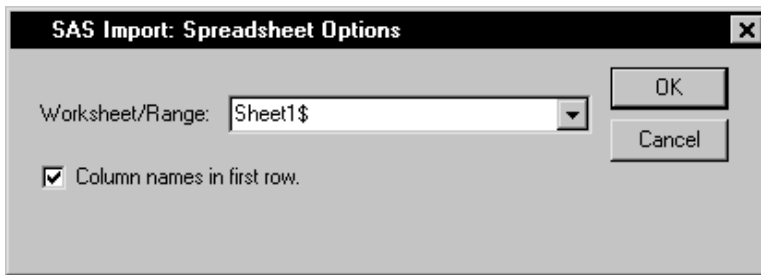 SAS Import: Spreadsheet Options
Worksheet/Range: Sheet1$
OK
Cancel
Column names in first row.